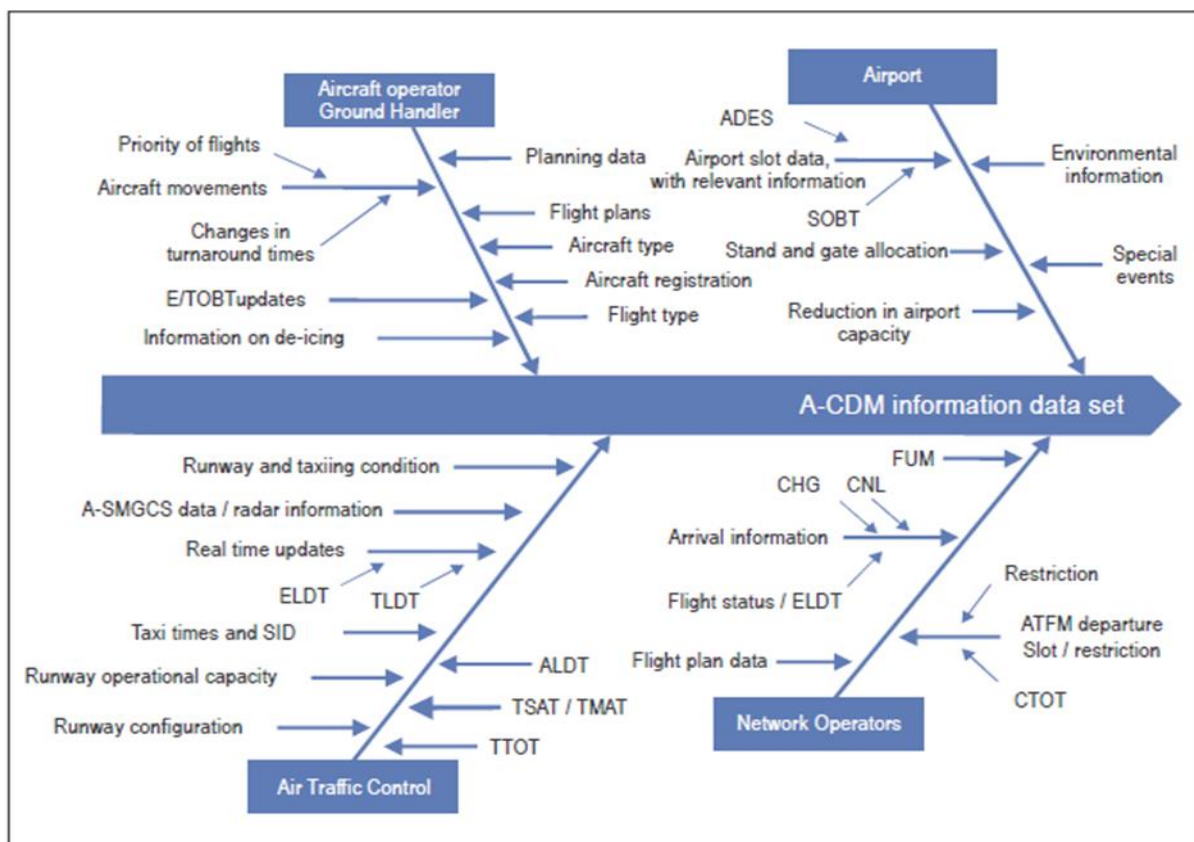 Aircraft operator
Ground Handler
Airport
Priority of flights
Aircraft movements
Changes in
turnaround times
E/TOBTupdates
Information on de-icing
Planning data
Flight plans
Aircraft type
Aircraft registration
Flight type
ADES
Airport slot data,
with relevant information
SOBT
Stand and gate allocation
Reduction in airport
capacity
Environmental
information
Special
events
A-CDM information data set
Runway and taxiing condition
A-SMGCS data / radar information
Real time updates
ELDT
TLDT
Taxi times and SID
Runway operational capacity
Runway configuration
ALDT
TSAT / TMAT
TTOT
Air Traffic Control
FUM
CHG
CNL
Arrival information
Flight status / ELDT
Flight plan data
Restriction
ATFM departure
Slot / restriction
CTOT
Network Operators